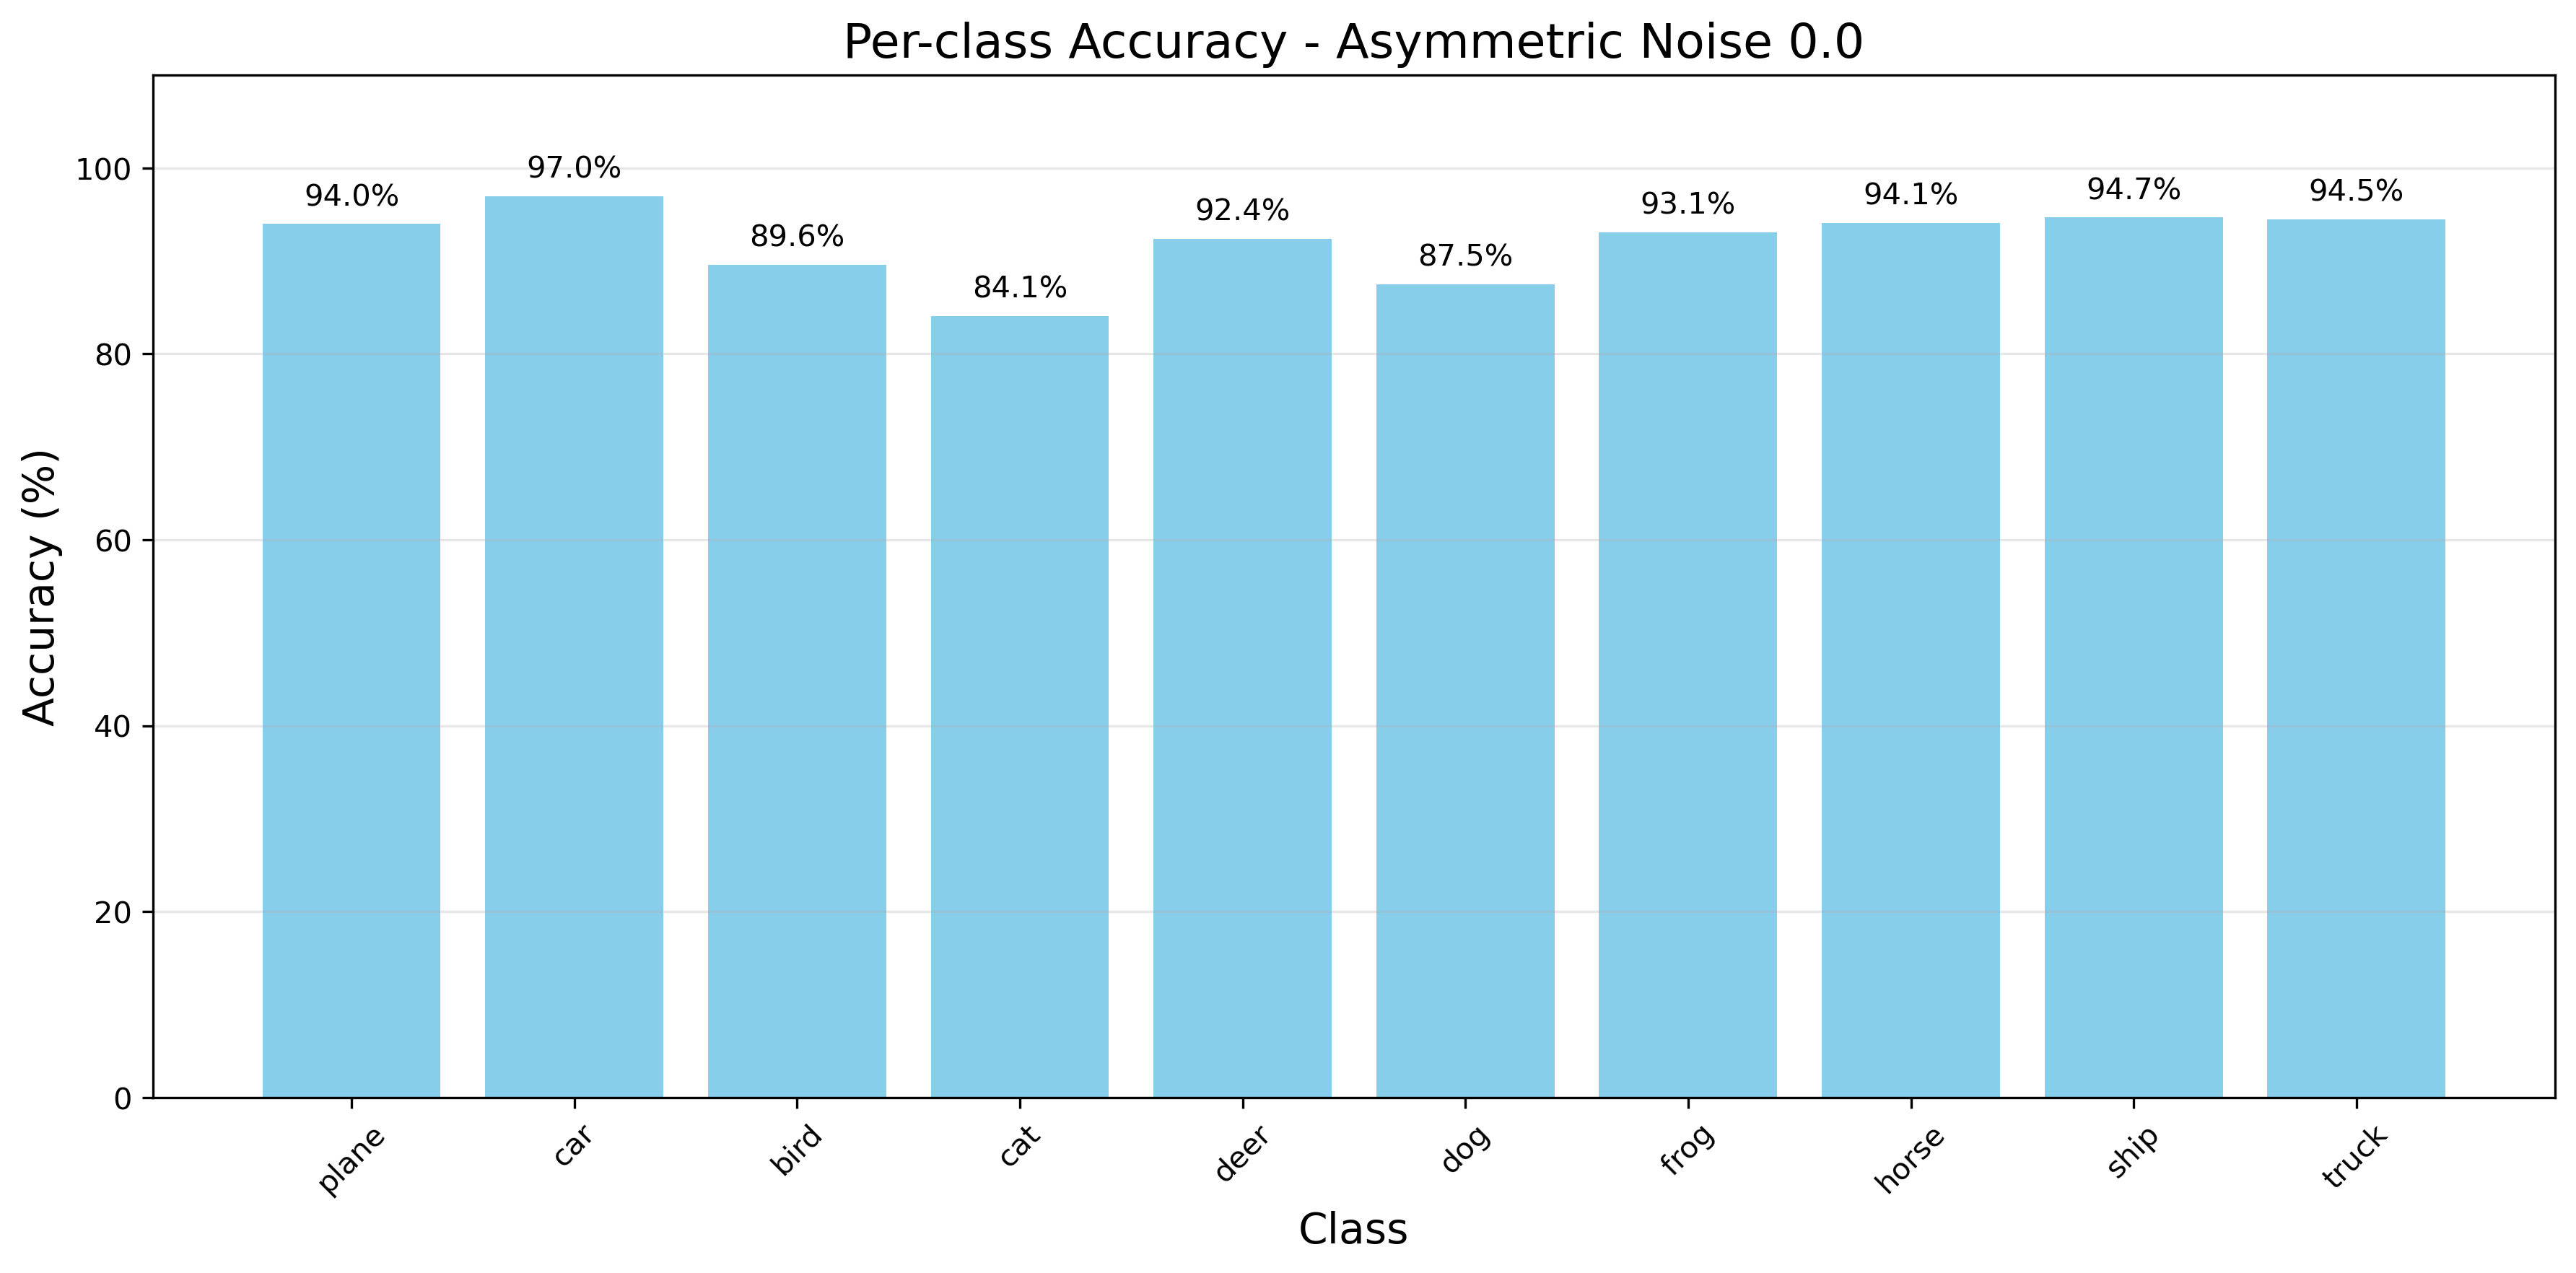 Per-class Accuracy - Asymmetric Noise 0.0
Accuracy (%)
100
80
60
40
20
0
94.0%
97.0%
89.6%
84.1%
92.4%
87.5%
93.1%
94.1%
94.7%
94.5%
plane
car
bird
cat
deer
dog
frog
horse
ship
truck
Class